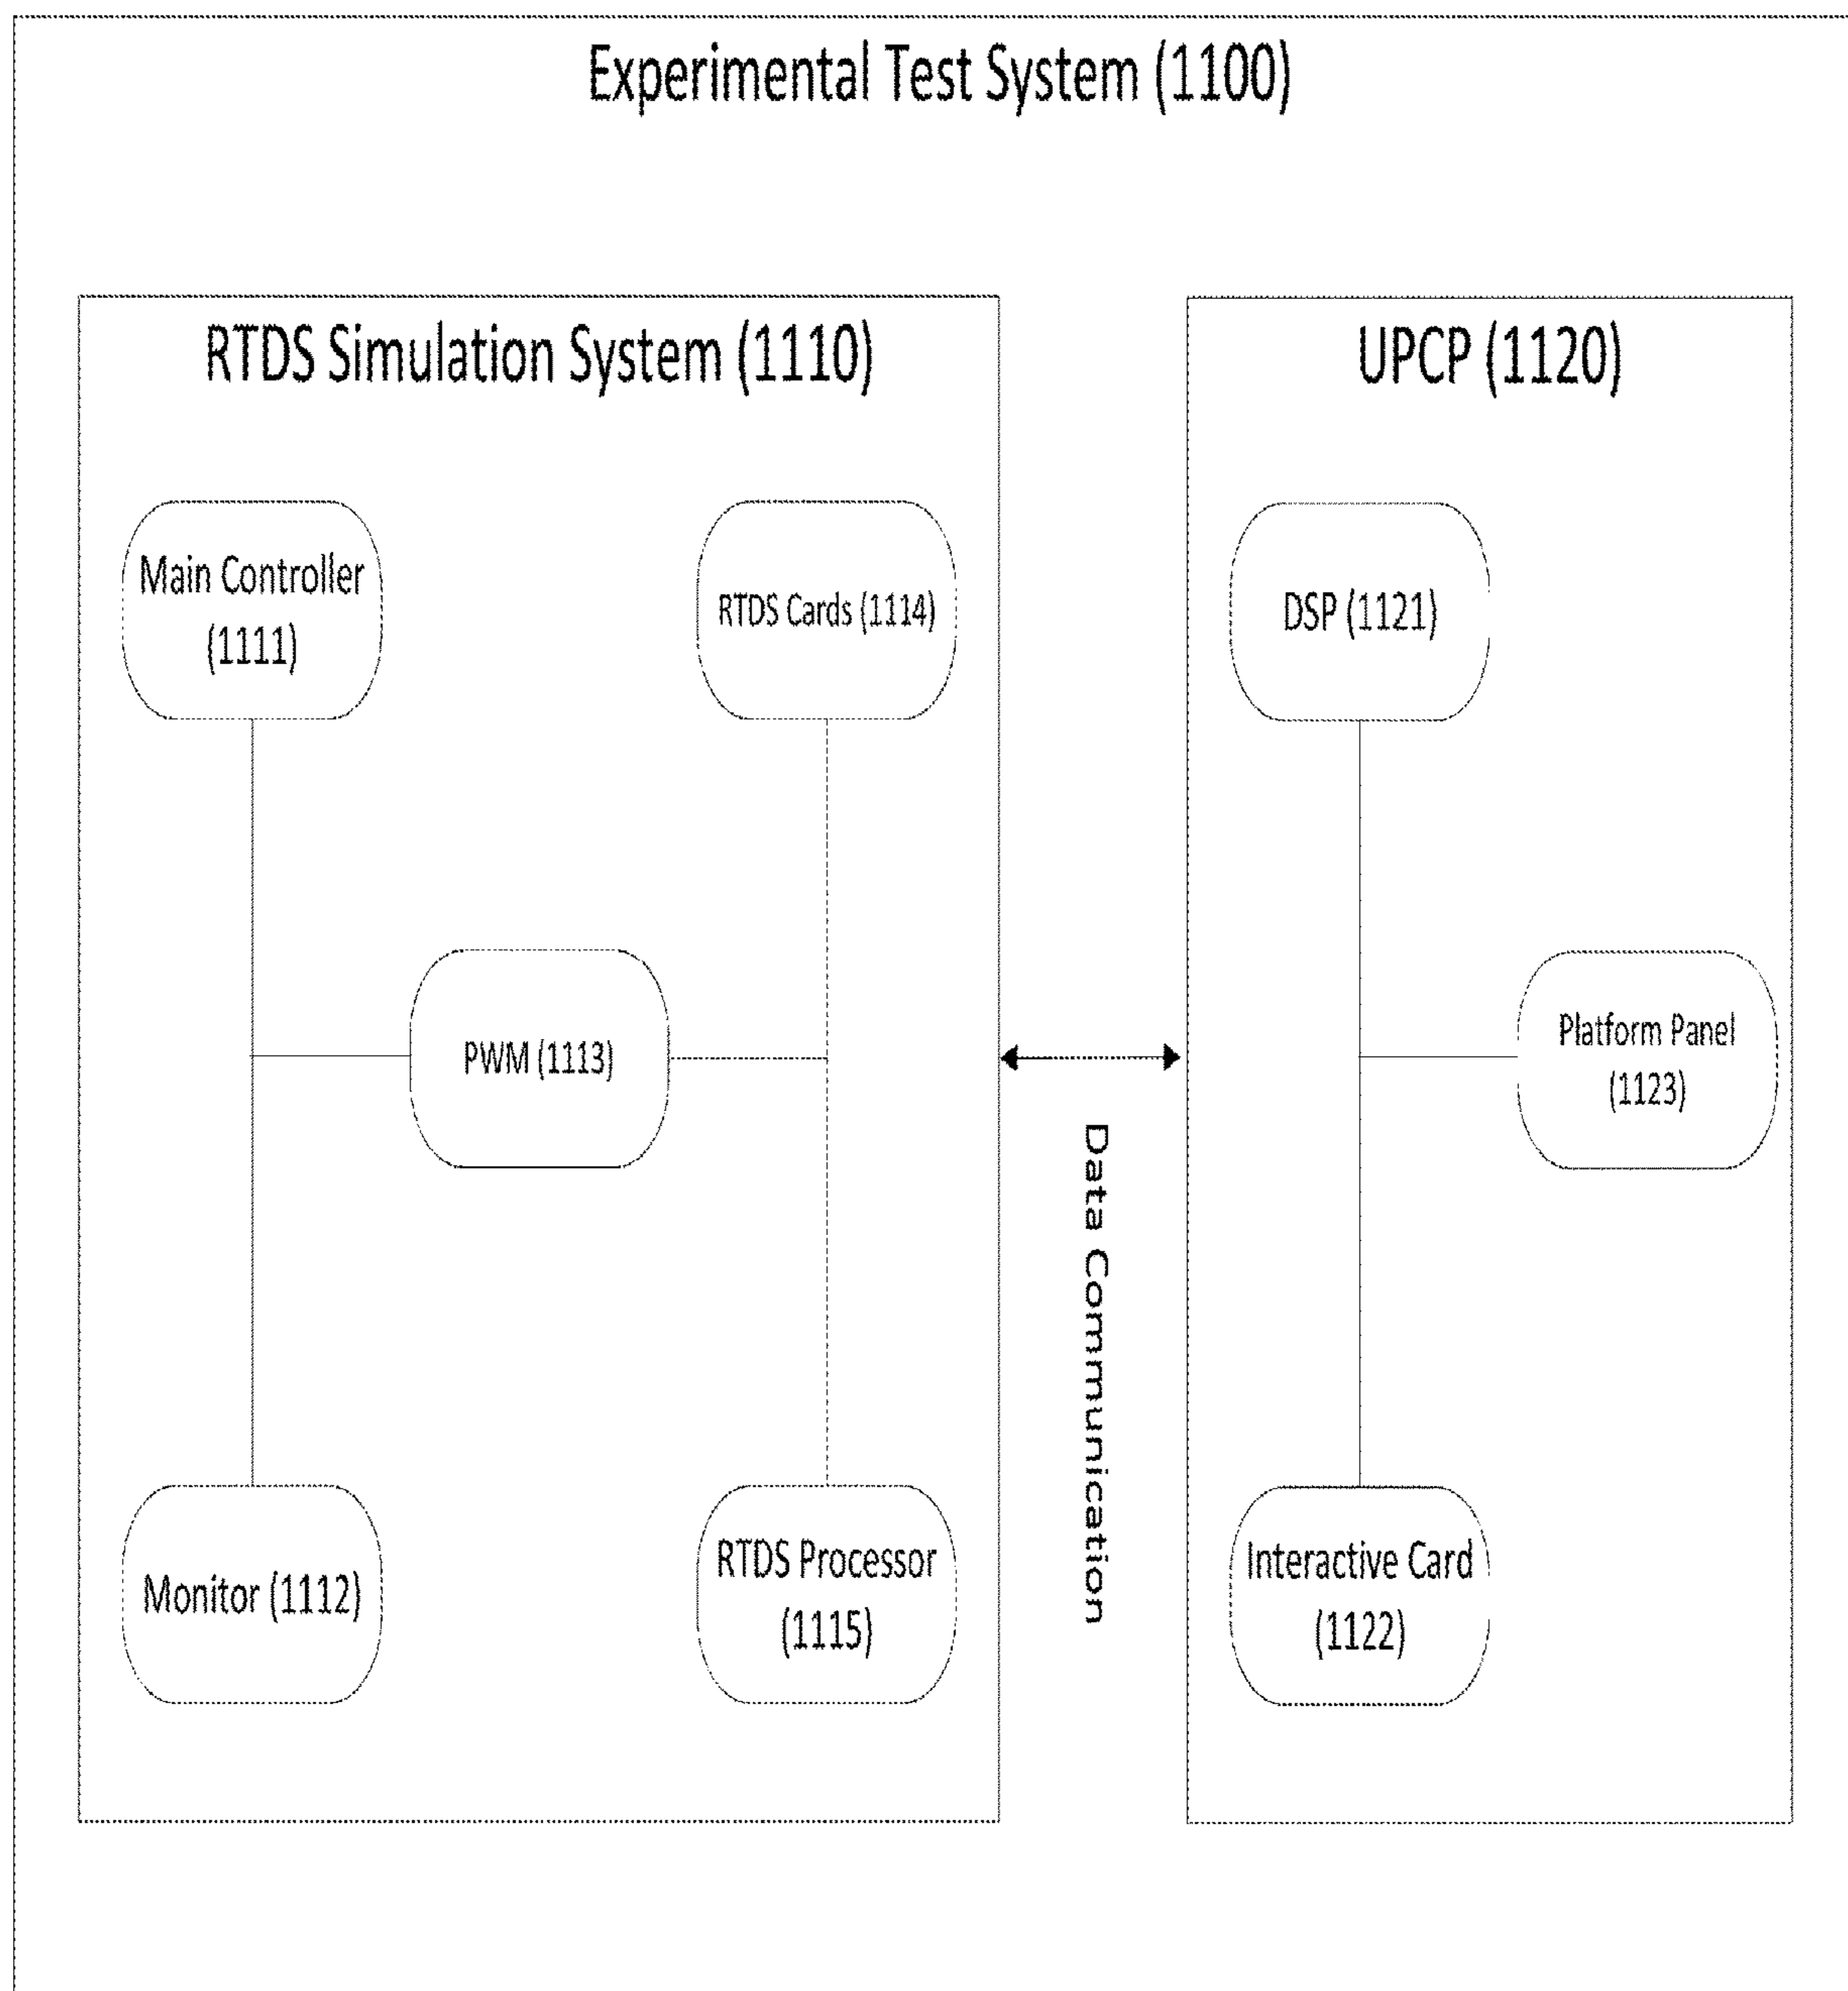 Experimental Test System (1100)
RTDS Simulation System (1110)
Main Controller
(1111)
RTDS Cards (1114)
PWM (1113)
Monitor (1112)
RTDS Processor
(1115)
Data Communication
UPCP (1120)
DSP (1121)
Platform Panel
(1123)
Interactive Card
(1122)